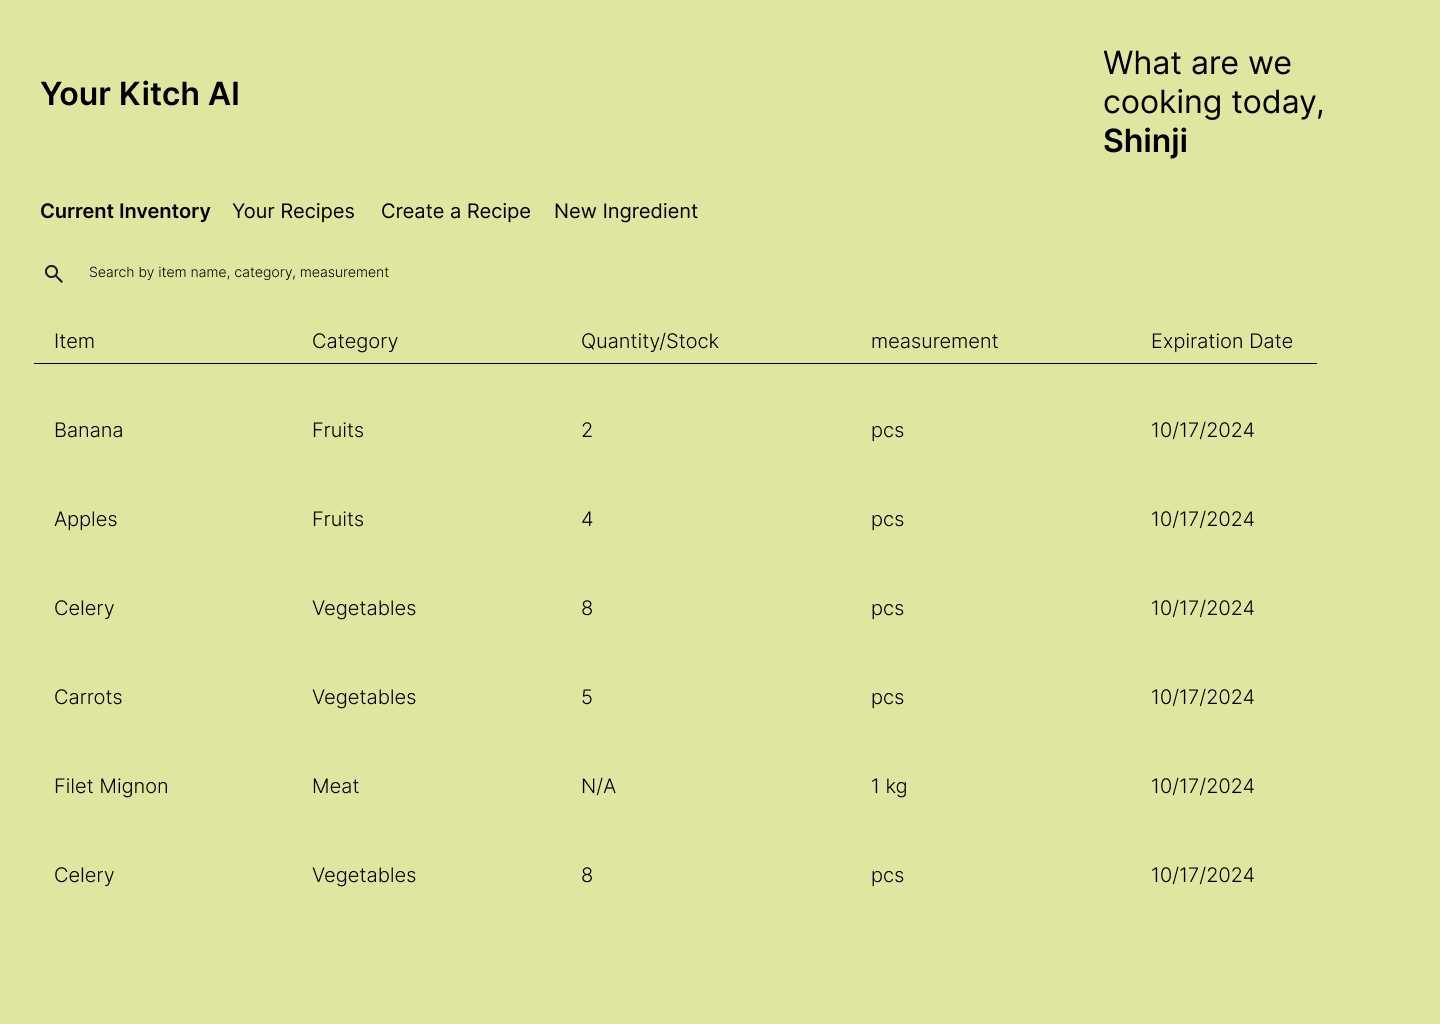 Your Kitch AI
What are we
cooking today,
Shinji
Current Inventory Your Recipes Create a Recipe New Ingredient
Search by item name, category, measurement
Item Category Quantity/Stock measurement Expiration Date
Banana Fruits 2 pcs 10/17/2024
Apples Fruits 4 pcs 10/17/2024
Celery Vegetables 8 pcs 10/17/2024
Carrots Vegetables 5 pcs 10/17/2024
Filet Mignon Meat N/A 1 kg 10/17/2024
Celery Vegetables 8 pcs 10/17/2024